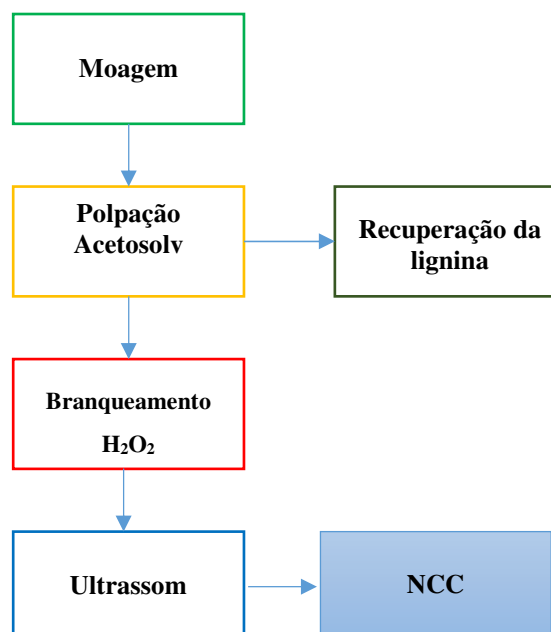 Moagem
Polpação
Acetosolv
Recuperação da
lignina
Branqueamento
H₂O₂
Ultrassom
NCC